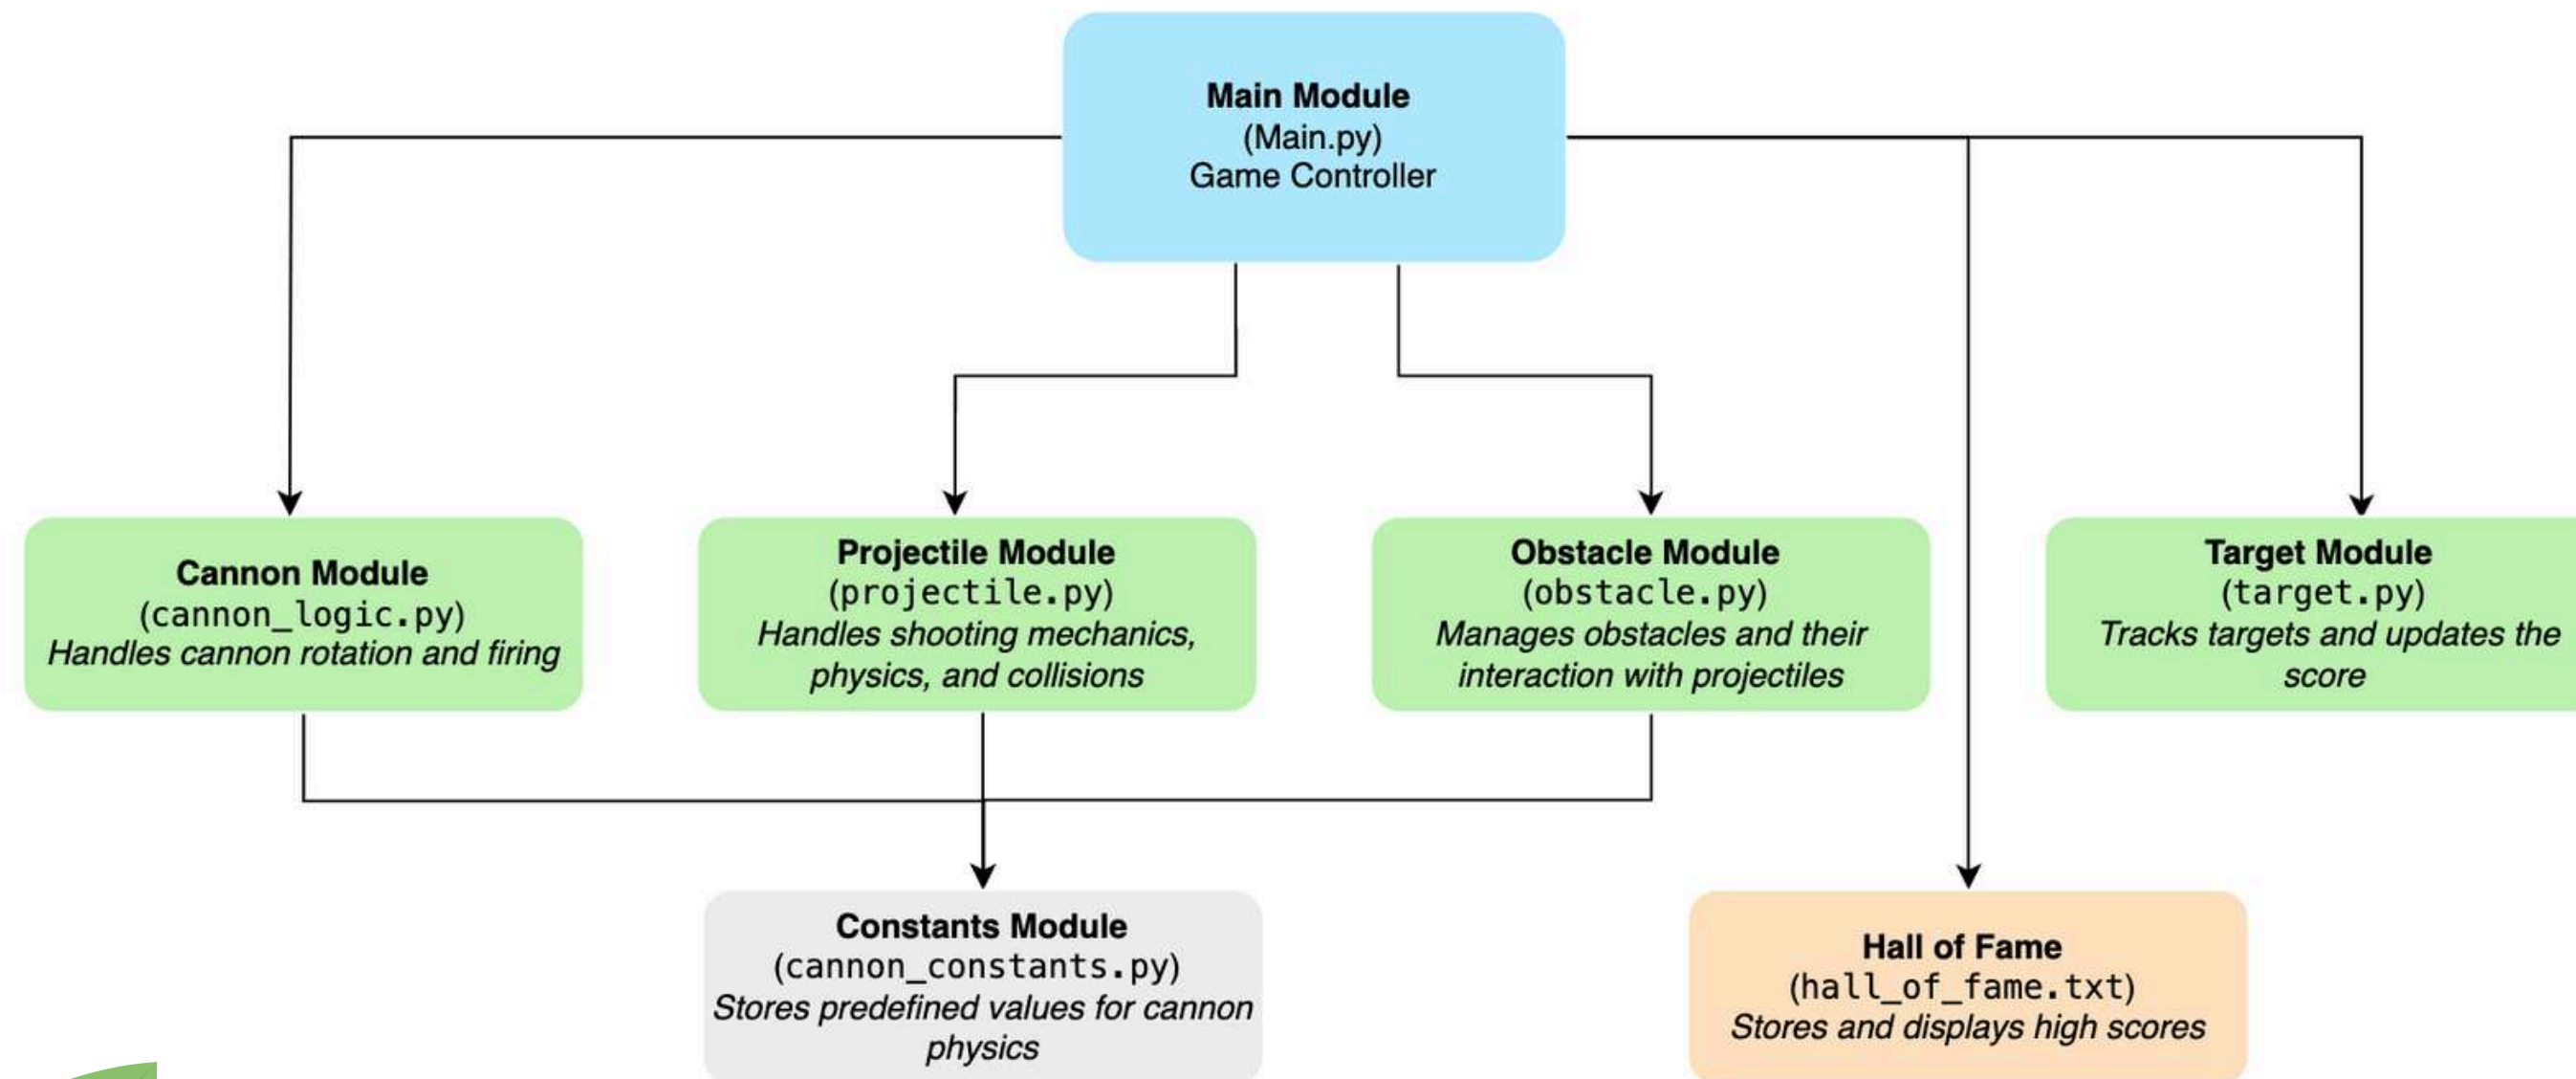 Main Module
(Main.py)
Game Controller
Cannon Module
(cannon_logic.py)
Handles cannon rotation and firing
Projectile Module
(projectile.py)
Handles shooting mechanics,
physics, and collisions
Obstacle Module
(obstacle.py)
Manages obstacles and their
interaction with projectiles
Target Module
(target.py)
Tracks targets and updates the
score
Constants Module
(cannon_constants.py)
Stores predefined values for cannon
physics
Hall of Fame
(hall_of_fame.txt)
Stores and displays high scores